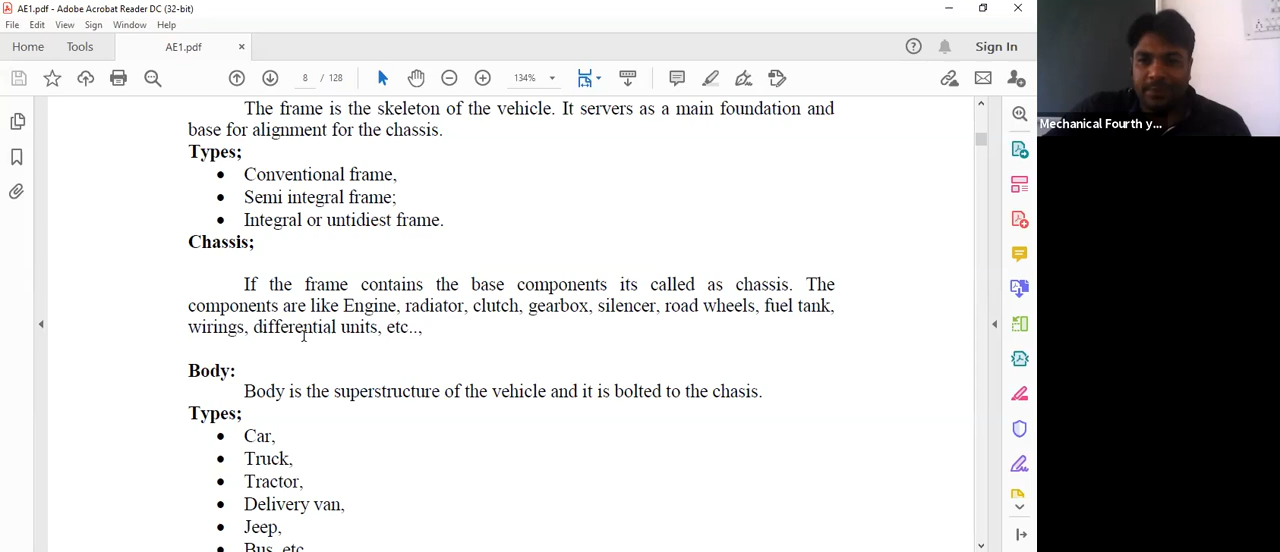 AE1.pdf - Adobe Acrobat Reader DC (32-bit)
File Edit View Sign Window Help
Home Tools AE1.pdf × Sign In
8 / 128 134%
The frame is the skeleton of the vehicle. It servers as a main foundation and
base for alignment for the chassis.
Types;
• Conventional frame,
• Semi integral frame;
• Integral or untidiest frame.
Chassis;
If the frame contains the base components its called as chassis. The
components are like Engine, radiator, clutch, gearbox, silencer, road wheels, fuel tank,
wirings, differential units, etc..,
Body:
Body is the superstructure of the vehicle and it is bolted to the chasis.
Types;
• Car,
• Truck,
• Tractor,
• Delivery van,
• Jeep,
• Bus, etc
Mechanical Fourth y...